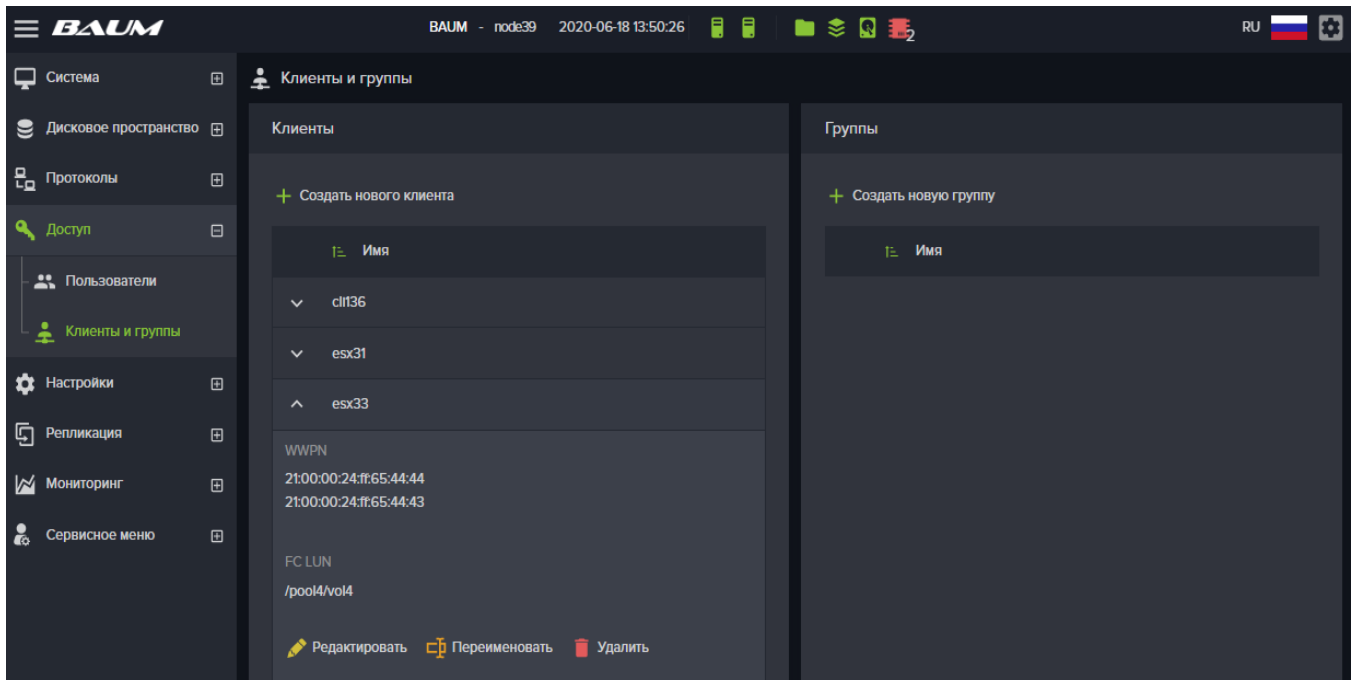 BAUM
BAUM - node39 2020-06-18 13:50:26
2
RU
Система
Дисковое пространство
Протоколы
Доступ
Пользователи
Клиенты и группы
Настройки
Репликация
Мониторинг
Сервисное меню
Клиенты и группы
Клиенты
Создать нового клиента
Имя
cli136
esx31
esx33
WWPN
21:00:00:24:ff:65:44:44
21:00:00:24:ff:65:44:43
FC LUN
/pool4/vol4
Редактировать Переименовать Удалить
Группы
Создать новую группу
Имя